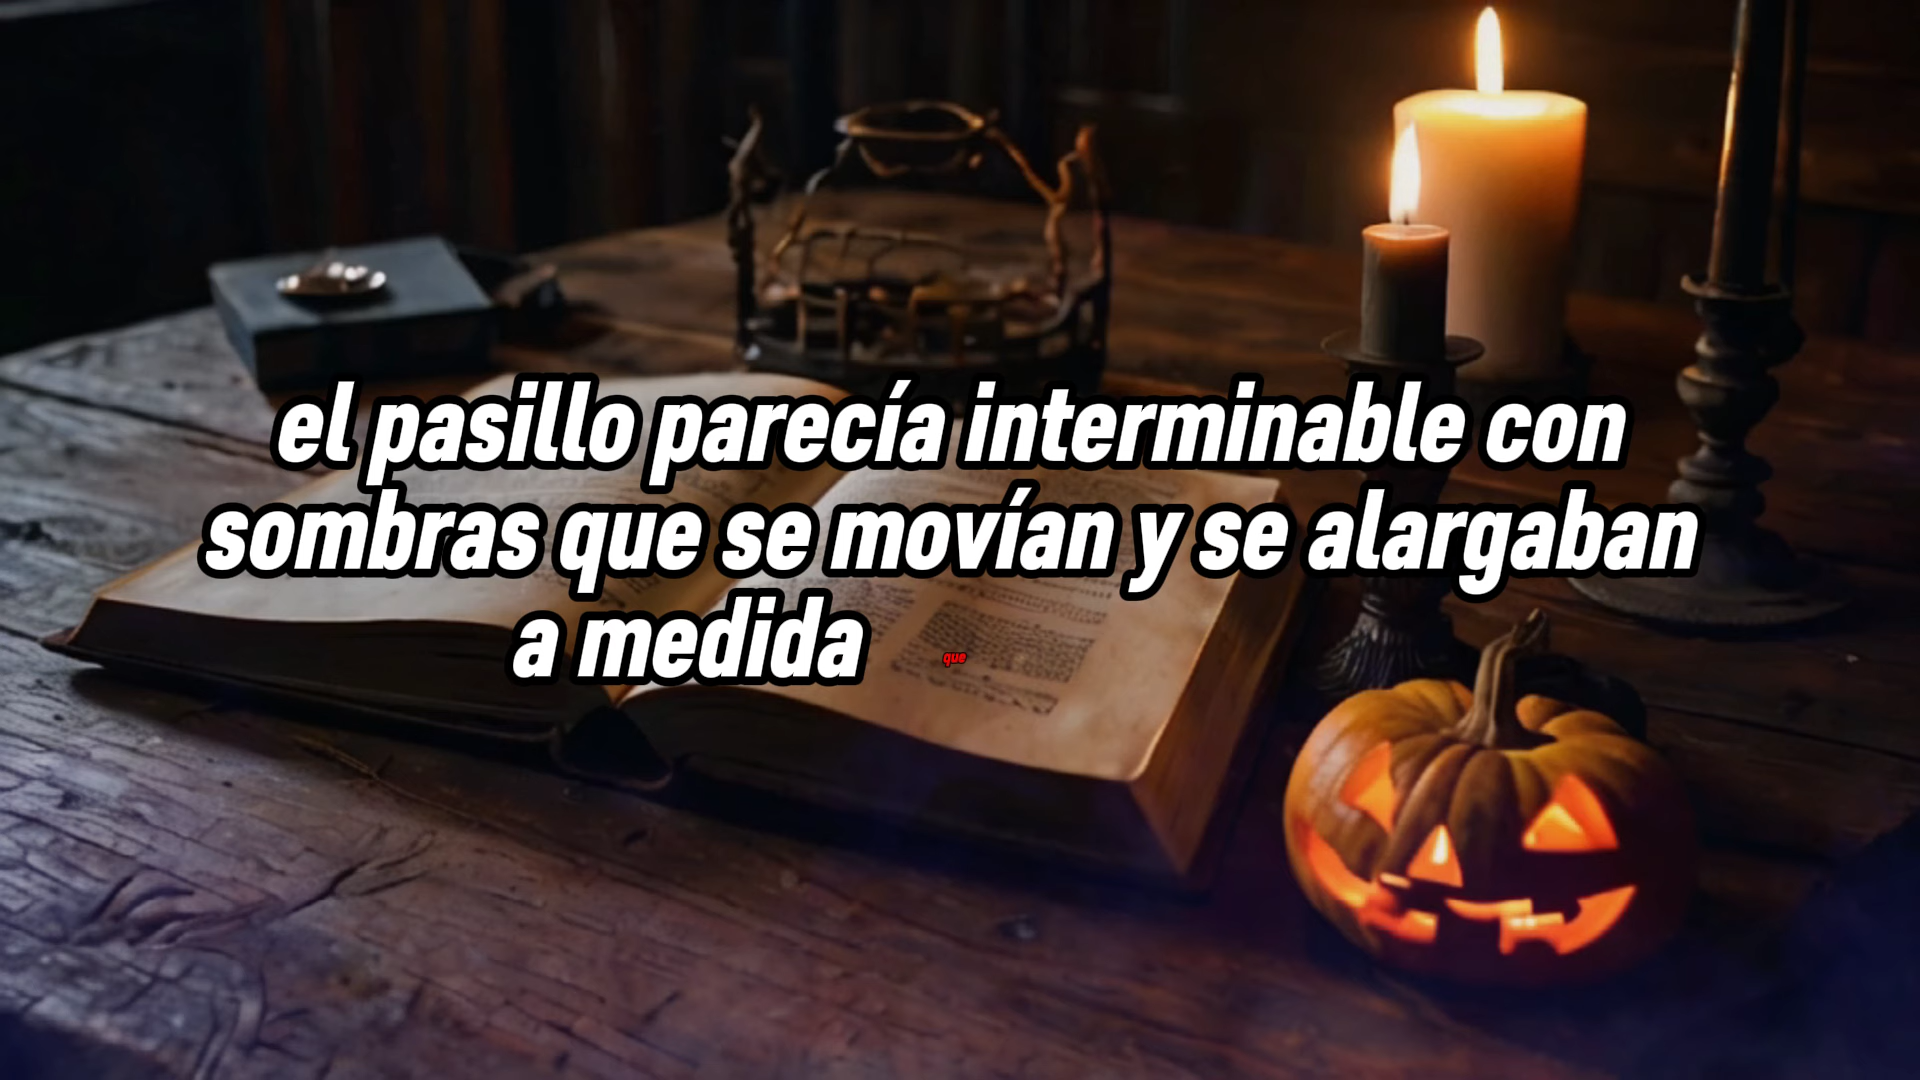 el pasillo parecía interminable con
sombras que se movían y se alargaban
a medida que